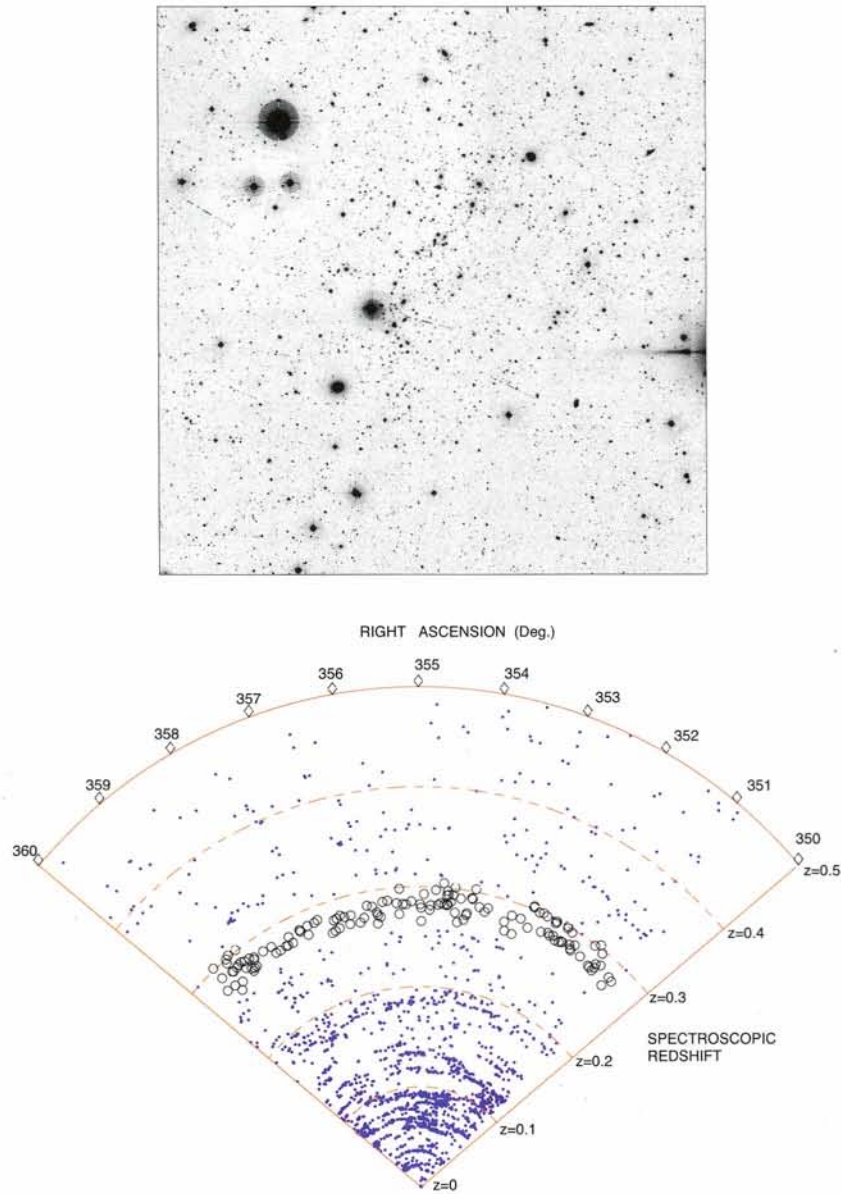 RIGHT ASCENSION (Deg.)
355
356
354
357
353
358
352
359
351
360
350
z=0.5
z=0.4
z=0.3
SPECTROSCOPIC
REDSHIFT
z=0.2
z=0.1
z=0